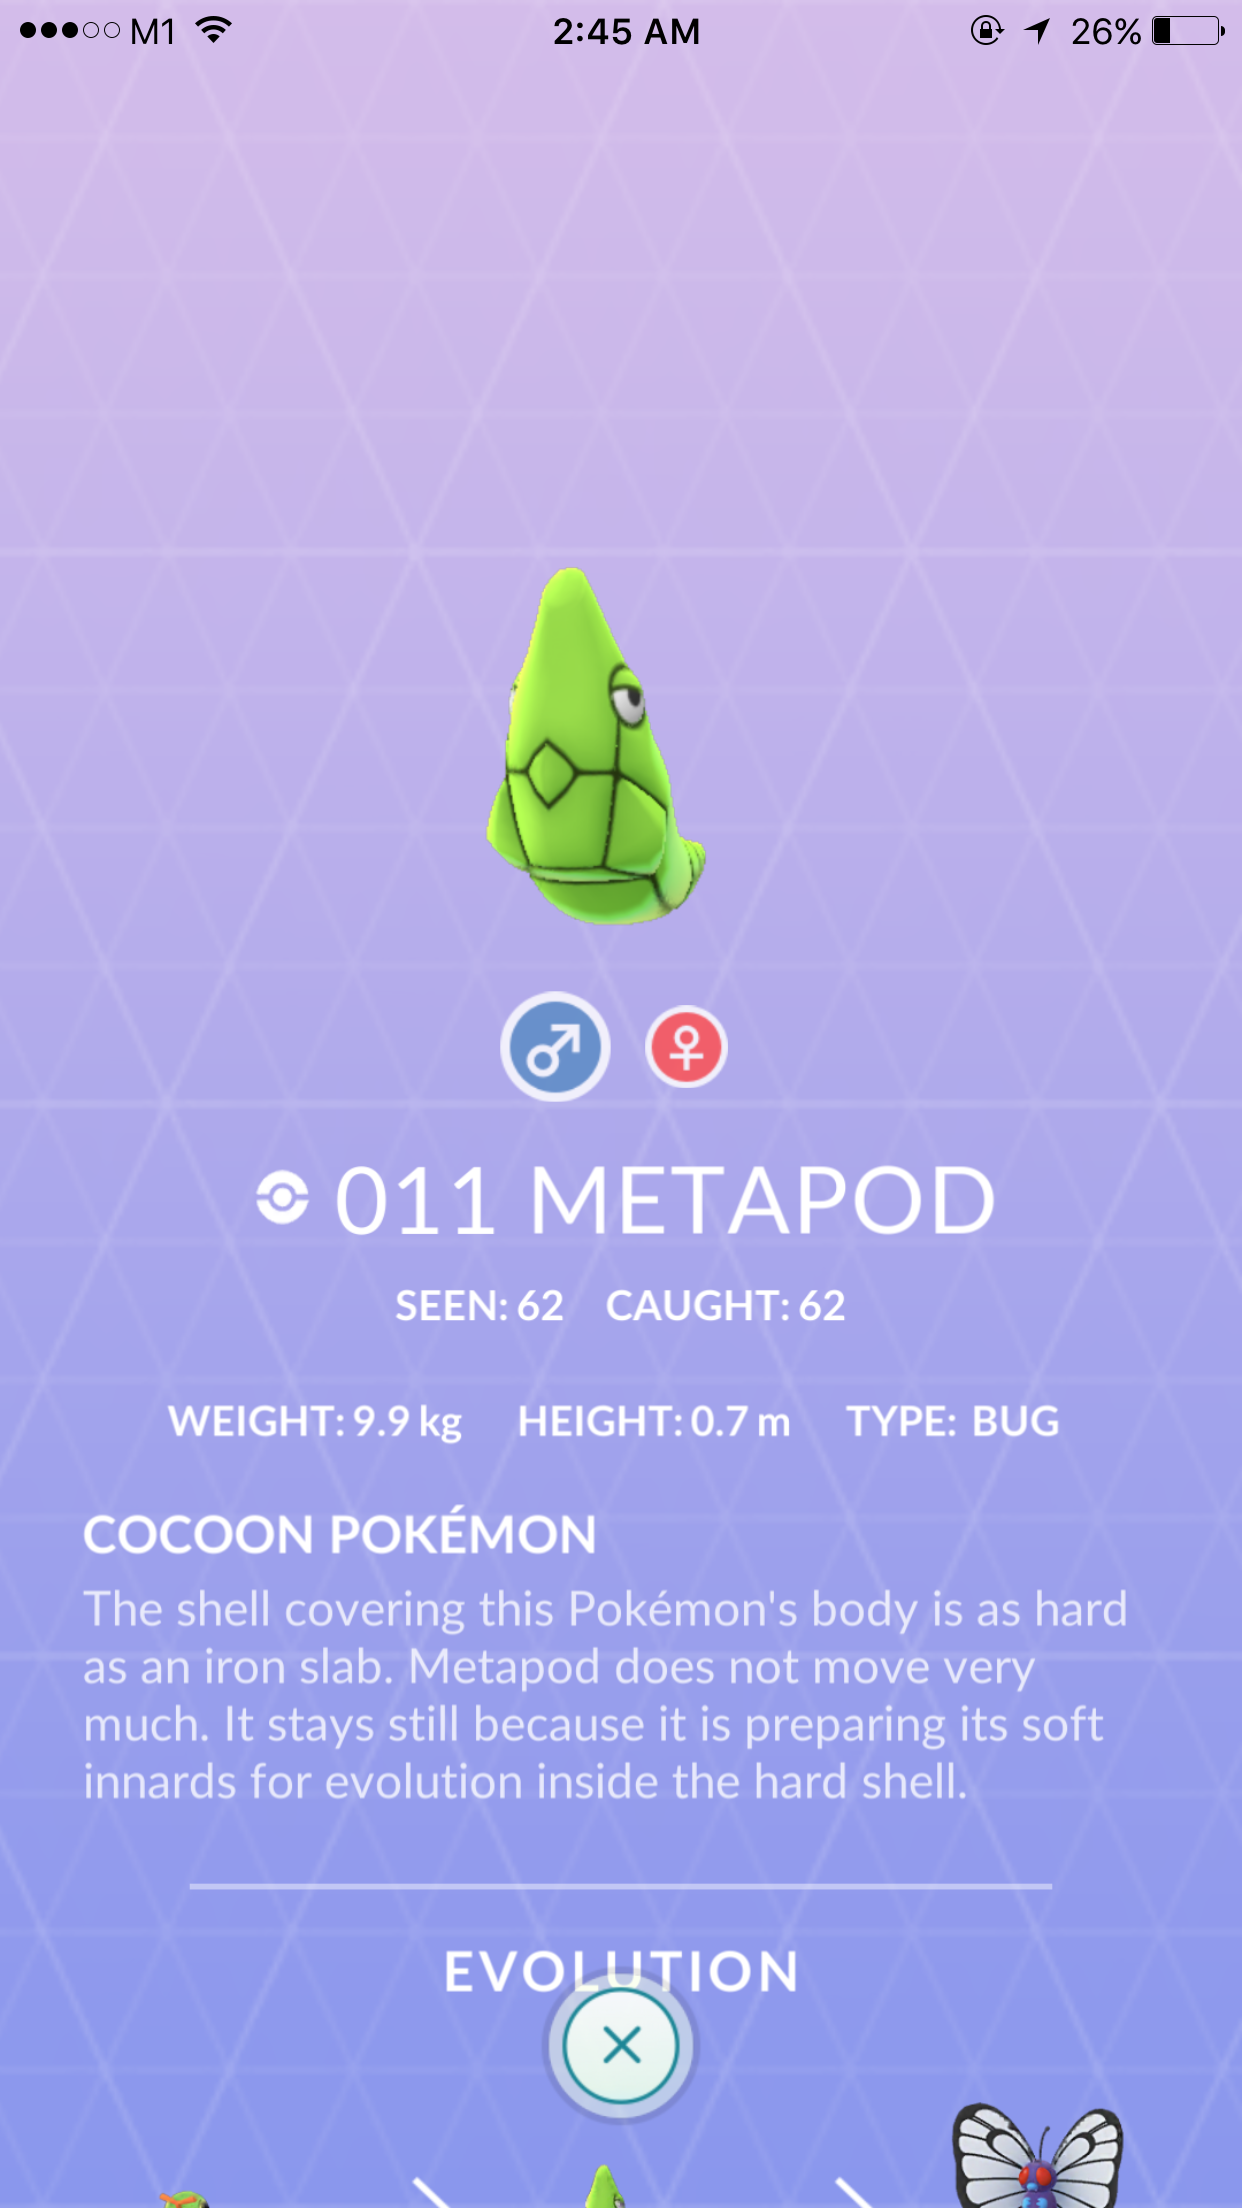 M1 2:45 AM 26%
011 METAPOD
SEEN: 62 CAUGHT: 62
WEIGHT: 9.9 kg HEIGHT: 0.7 m TYPE: BUG
COCOON POKÉMON
The shell covering this Pokémon's body is as hard
as an iron slab. Metapod does not move very
much. It stays still because it is preparing its soft
innards for evolution inside the hard shell.
EVOLUTION